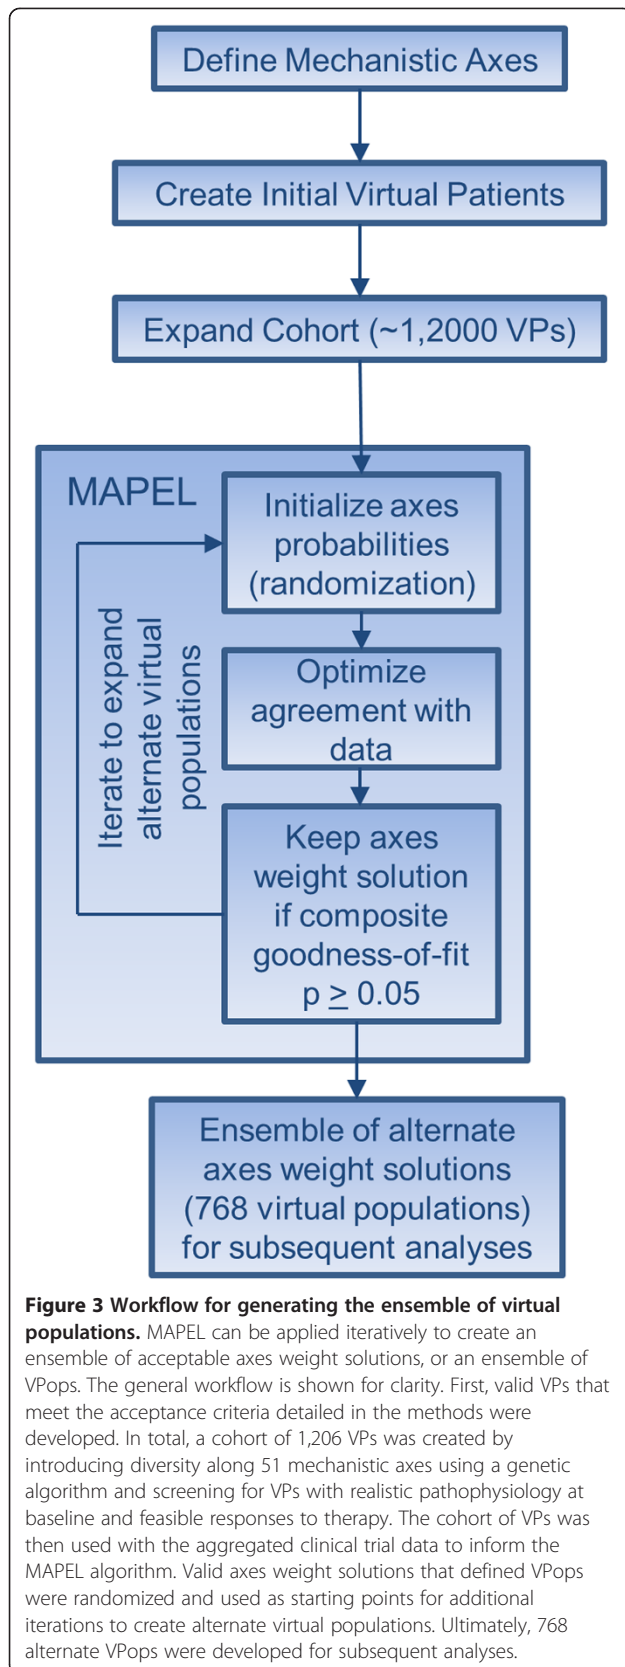 Define Mechanistic Axes
Create Initial Virtual Patients
Expand Cohort (~1,2000 VPs)
MAPEL
Initialize axes
probabilities
(randomization)
Iterate to expand
alternate virtual
populations
Optimize
agreement with
data
Keep axes
weight solution
if composite
goodness-of-fit
p ≥ 0.05
Ensemble of alternate
axes weight solutions
(768 virtual populations)
for subsequent analyses
Figure 3 Workflow for generating the ensemble of virtual
populations. MAPEL can be applied iteratively to create an
ensemble of acceptable axes weight solutions, or an ensemble of
VPops. The general workflow is shown for clarity. First, valid VPs that
meet the acceptance criteria detailed in the methods were
developed. In total, a cohort of 1,206 VPs was created by
introducing diversity along 51 mechanistic axes using a genetic
algorithm and screening for VPs with realistic pathophysiology at
baseline and feasible responses to therapy. The cohort of VPs was
then used with the aggregated clinical trial data to inform the
MAPEL algorithm. Valid axes weight solutions that defined VPops
were randomized and used as starting points for additional
iterations to create alternate virtual populations. Ultimately, 768
alternate VPops were developed for subsequent analyses.